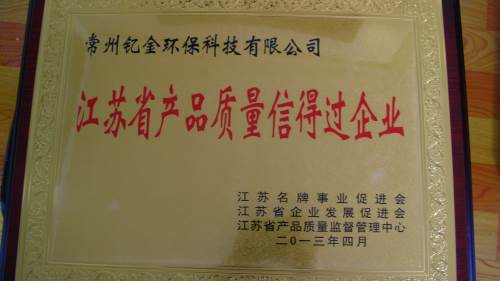 常州钇金环保科技有限公司
江苏省产品质量信得过企业
江苏名牌事业促进会
江苏省企业发展促进会
江苏省产品质量监督管理中心
二0一三年四月